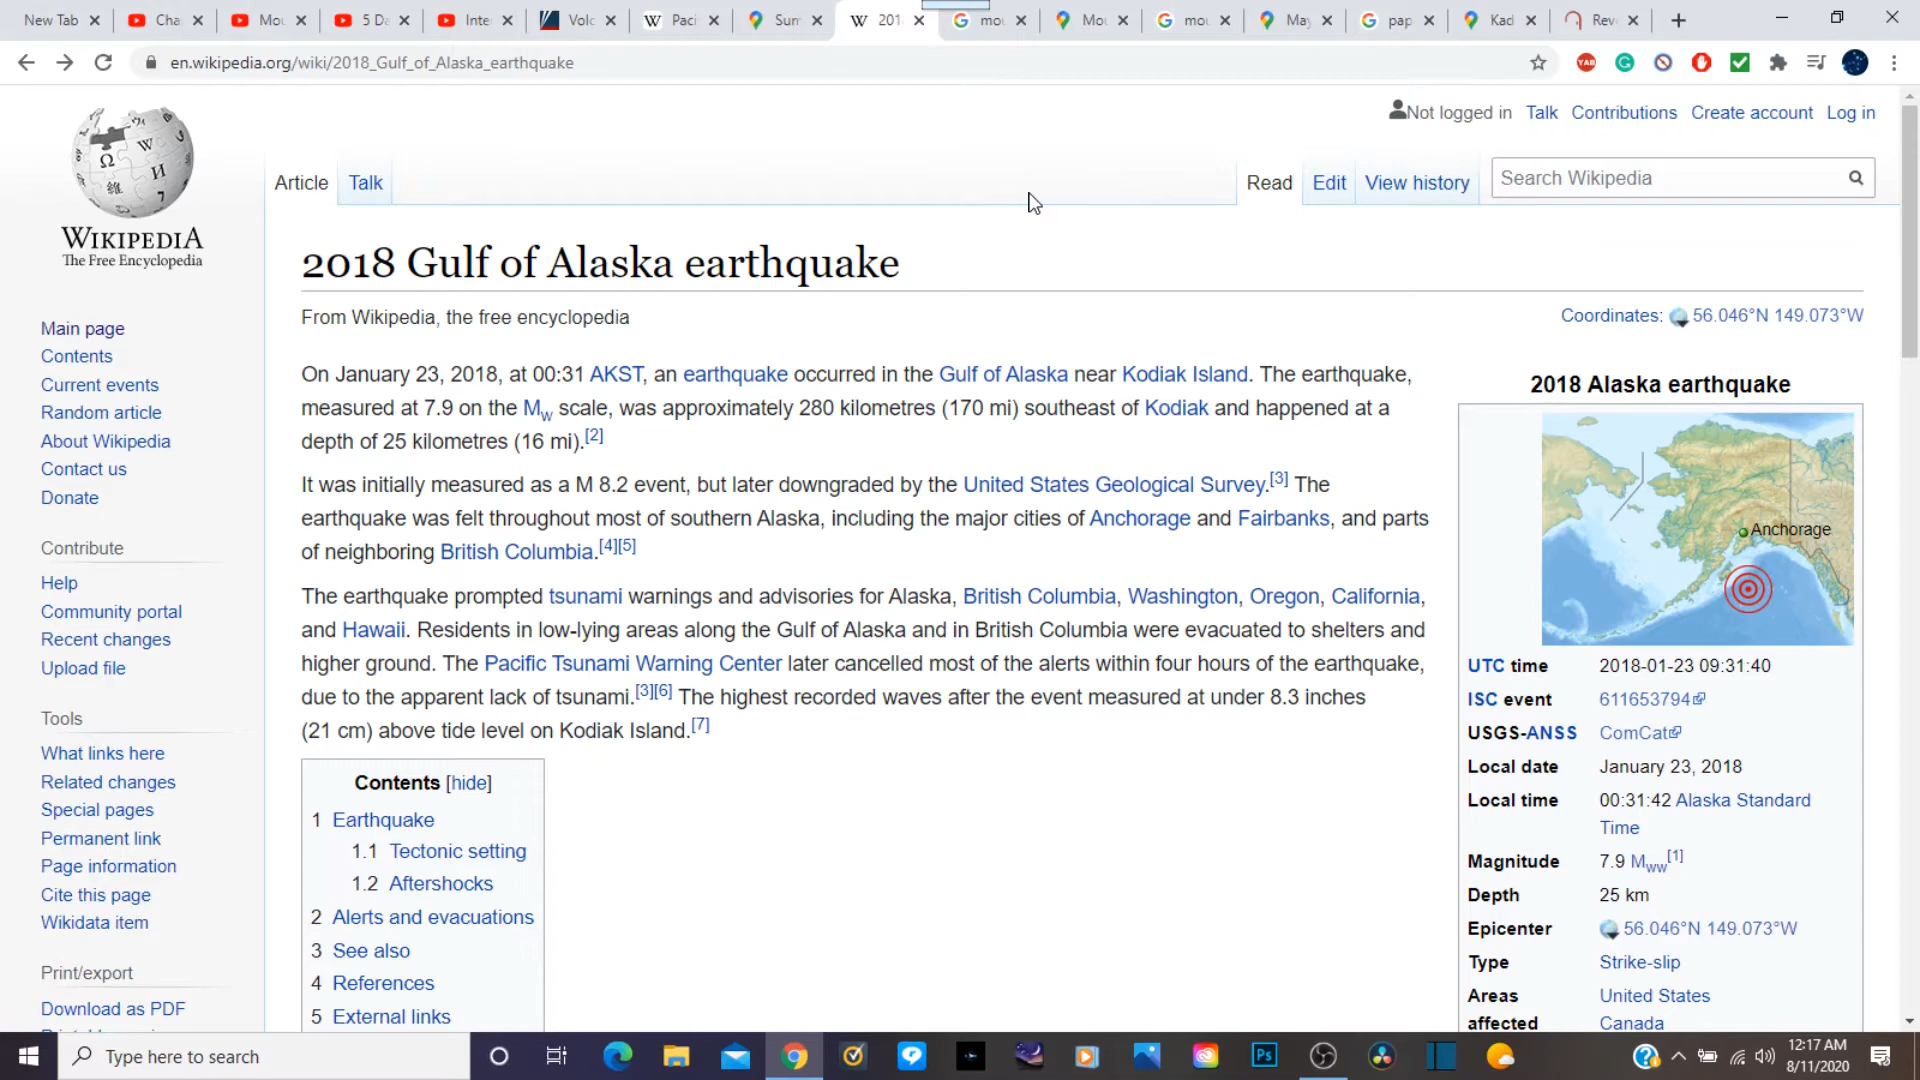 New Tab
Cha
Mou
5 Da
Inte
Volc
Paci
Sum
201
mou
Mou
mou
May
pap
Kad
Rev
en.wikipedia.org/wiki/2018_Gulf_of_Alaska_earthquake
Not logged in Talk Contributions Create account Log in
Article Talk
Read Edit View history
Search Wikipedia
WIKIPEDIA
The Free Encyclopedia
Main page
Contents
Current events
Random article
About Wikipedia
Contact us
Donate
Contribute
Help
Community portal
Recent changes
Upload file
Tools
What links here
Related changes
Special pages
Permanent link
Page information
Cite this page
Wikidata item
Print/export
Download as PDF
2018 Gulf of Alaska earthquake
From Wikipedia, the free encyclopedia
Coordinates: 56.046°N 149.073°W
On January 23, 2018, at 00:31 AKST, an earthquake occurred in the Gulf of Alaska near Kodiak Island. The earthquake,
measured at 7.9 on the Mw scale, was approximately 280 kilometres (170 mi) southeast of Kodiak and happened at a
depth of 25 kilometres (16 mi).[2]
It was initially measured as a M 8.2 event, but later downgraded by the United States Geological Survey.[3] The
earthquake was felt throughout most of southern Alaska, including the major cities of Anchorage and Fairbanks, and parts
of neighboring British Columbia.[4][5]
The earthquake prompted tsunami warnings and advisories for Alaska, British Columbia, Washington, Oregon, California,
and Hawaii. Residents in low-lying areas along the Gulf of Alaska and in British Columbia were evacuated to shelters and
higher ground. The Pacific Tsunami Warning Center later cancelled most of the alerts within four hours of the earthquake,
due to the apparent lack of tsunami.[3][6] The highest recorded waves after the event measured at under 8.3 inches
(21 cm) above tide level on Kodiak Island.[7]
Contents [hide]
1 Earthquake
1.1 Tectonic setting
1.2 Aftershocks
2 Alerts and evacuations
3 See also
4 References
5 External links
2018 Alaska earthquake
Anchorage
UTC time 2018-01-23 09:31:40
ISC event 611653794
USGS-ANSS ComCat
Local date January 23, 2018
Local time 00:31:42 Alaska Standard
Time
Magnitude 7.9 Mww[1]
Depth 25 km
Epicenter 56.046°N 149.073°W
Type Strike-slip
Areas United States
affected Canada
Type here to search
Ps
12:17 AM
8/11/2020